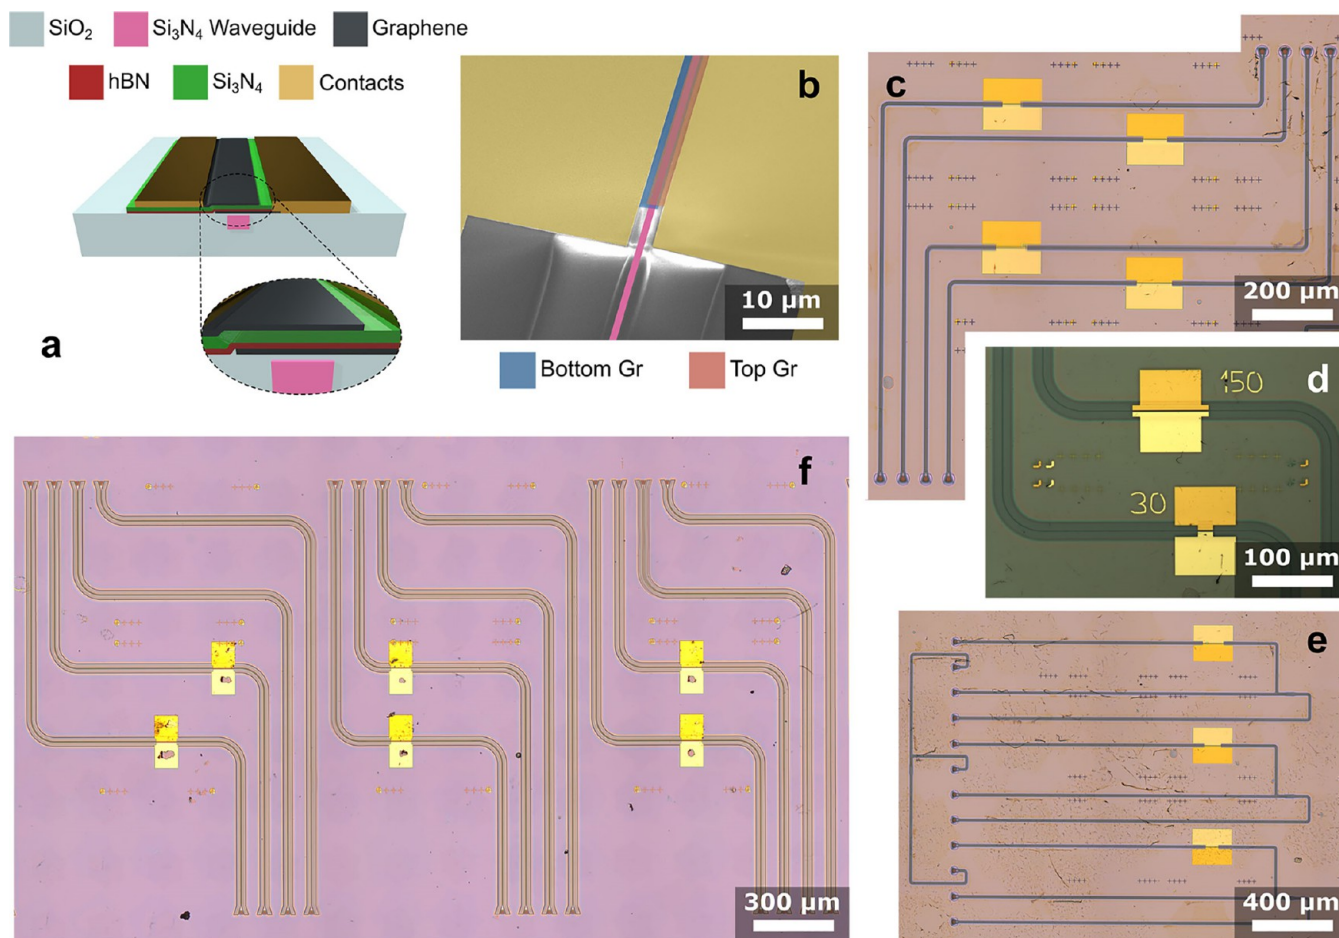 SiO₂ Si₃N₄ Waveguide Graphene
hBN Si₃N₄ Contacts
a
b
10 µm
Bottom Gr Top Gr
c
200 µm
d
150
30
100 µm
f
300 µm
e
400 µm